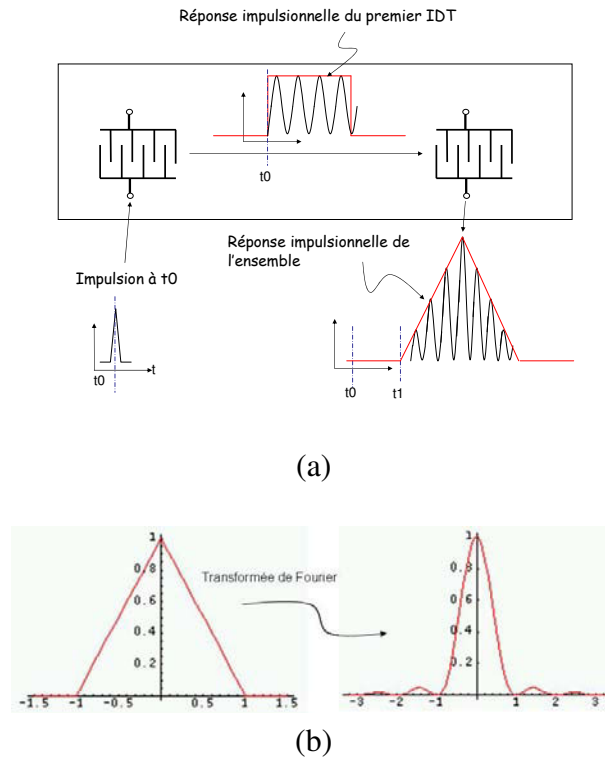 Réponse impulsionnelle du premier IDT
t0
Réponse impulsionnelle de
l'ensemble
Impulsion à t0
t0
t
t0
t1
(a)
1
0.8
0.6
0.4
0.2
-1.5
-1
-0.5
0.5
1
1.5
Transformée de Fourier
1
0.8
0.6
0.4
0.2
-3
-2
-1
1
2
3
(b)